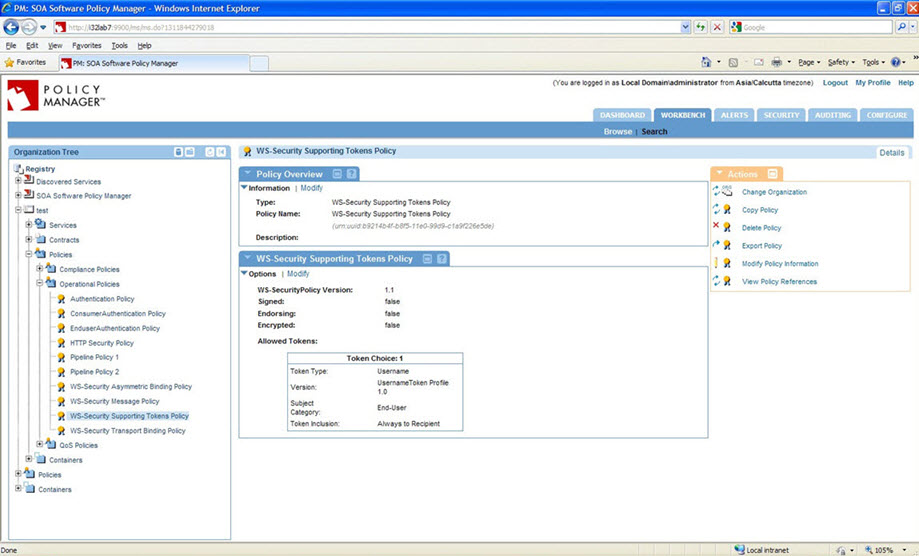 PM: SOA Software Policy Manager - Windows Internet Explorer
http://i32lab7:9900/ms/ms.do?1311844279018
Google
File Edit View Favorites Tools Help
Favorites PM: SOA Software Policy Manager
Page Safety Tools
POLICY
MANAGER™
(You are logged in as Local Domain\administrator from Asia/Calcutta timezone) Logout My Profile Help
DASHBOARD WORKBENCH ALERTS SECURITY AUDITING CONFIGURE
Browse | Search
Organization Tree
Registry
Discovered Services
SOA Software Policy Manager
test
Services
Contracts
Policies
Compliance Policies
Operational Policies
Authentication Policy
ConsumerAuthentication Policy
EnduserAuthentication Policy
HTTP Security Policy
Pipeline Policy 1
Pipeline Policy 2
WS-Security Asymmetric Binding Policy
WS-Security Message Policy
WS-Security Supporting Tokens Policy
WS-Security Transport Binding Policy
QoS Policies
Containers
Policies
Containers
WS-Security Supporting Tokens Policy Details
Policy Overview
Information | Modify
Type: WS-Security Supporting Tokens Policy
Policy Name: WS-Security Supporting Tokens Policy
(urn:uuid:b9214b4f-b8f5-11e0-99d9-c1a9f226e5de)
Description:
WS-Security Supporting Tokens Policy
Options | Modify
WS-SecurityPolicy Version: 1.1
Signed: false
Endorsing: false
Encrypted: false
Allowed Tokens:
Token Choice: 1
Token Type: Username
Version: UsernameToken Profile
1.0
Subject
Category: End-User
Token Inclusion: Always to Recipient
Actions
Change Organization
Copy Policy
Delete Policy
Export Policy
Modify Policy Information
View Policy References
Done Local intranet 105%